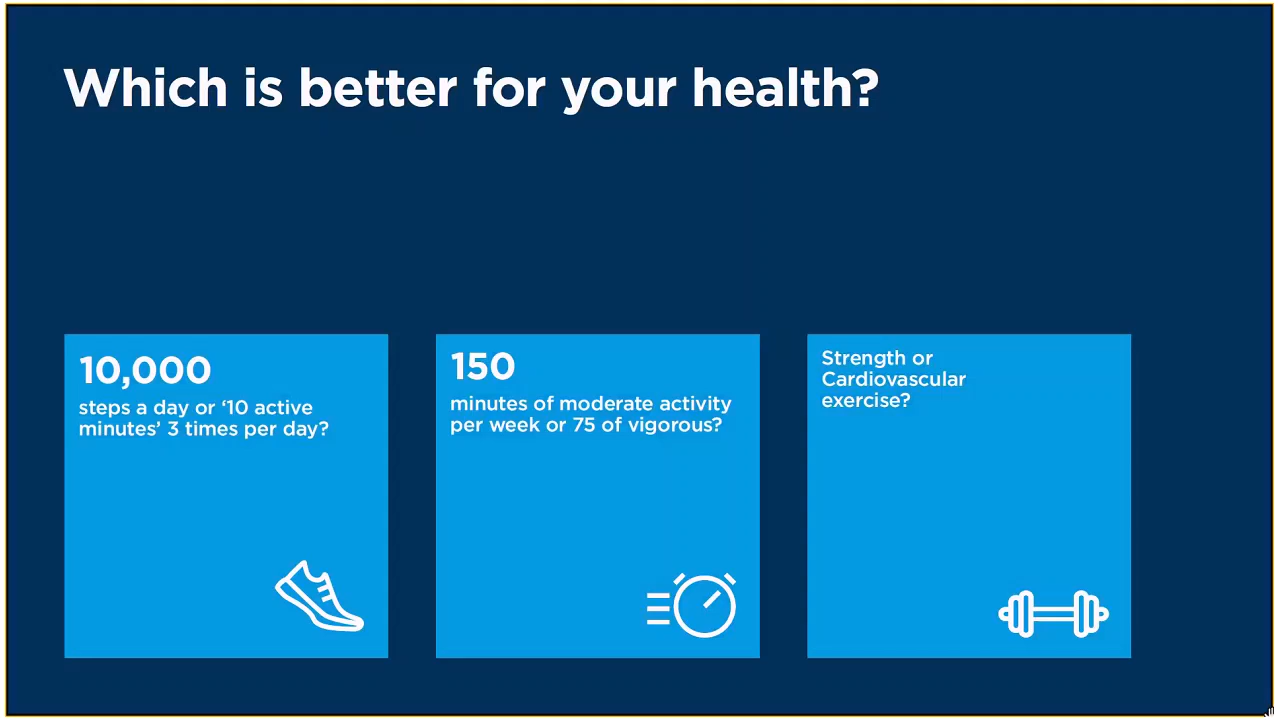 Which is better for your health?
10,000
steps a day or ‘10 active
minutes’ 3 times per day?
150
minutes of moderate activity
per week or 75 of vigorous?
Strength or
Cardiovascular
exercise?